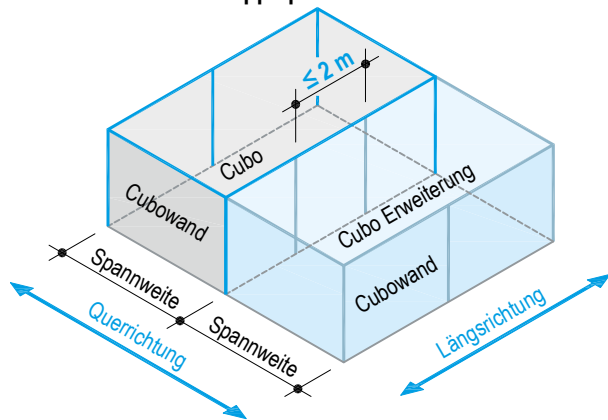 ≤ 2 m
Cubo
Cubowand
Cubo Erweiterung
Cubowand
Spannweite
Spannweite
Querrichtung
Längsrichtung